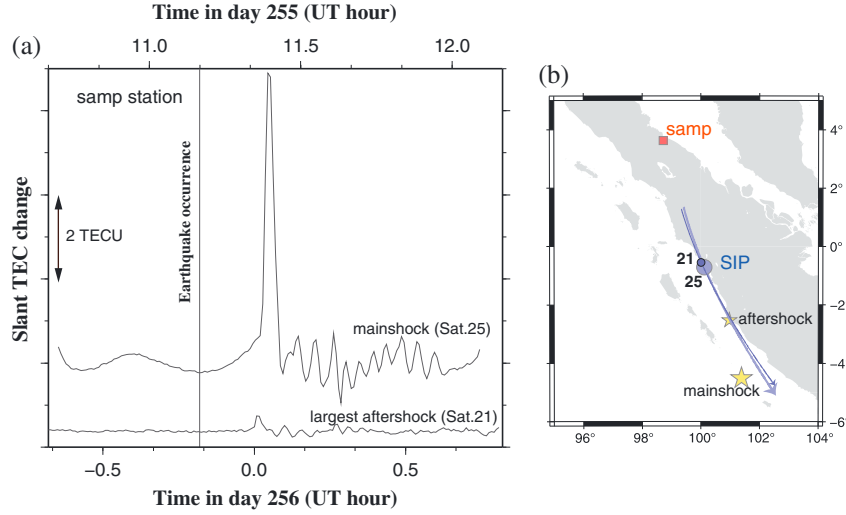 Time in day 255 (UT hour)
(a)
11.0
11.5
12.0
samp station
Earthquake occurrence
Slant TEC change
2 TECU
mainshock (Sat.25)
largest aftershock (Sat.21)
−0.5
0.0
0.5
Time in day 256 (UT hour)
(b)
samp
21
SIP
25
aftershock
mainshock
4°
2°
0°
−2
−4
−6
96°
98°
100°
102°
104°